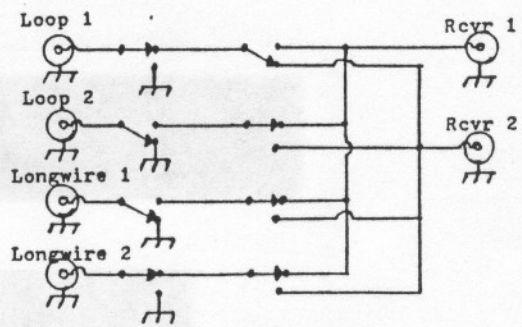 Loop 1
Rcvr 1
Loop 2
Rcvr 2
Longwire 1
Longwire 2